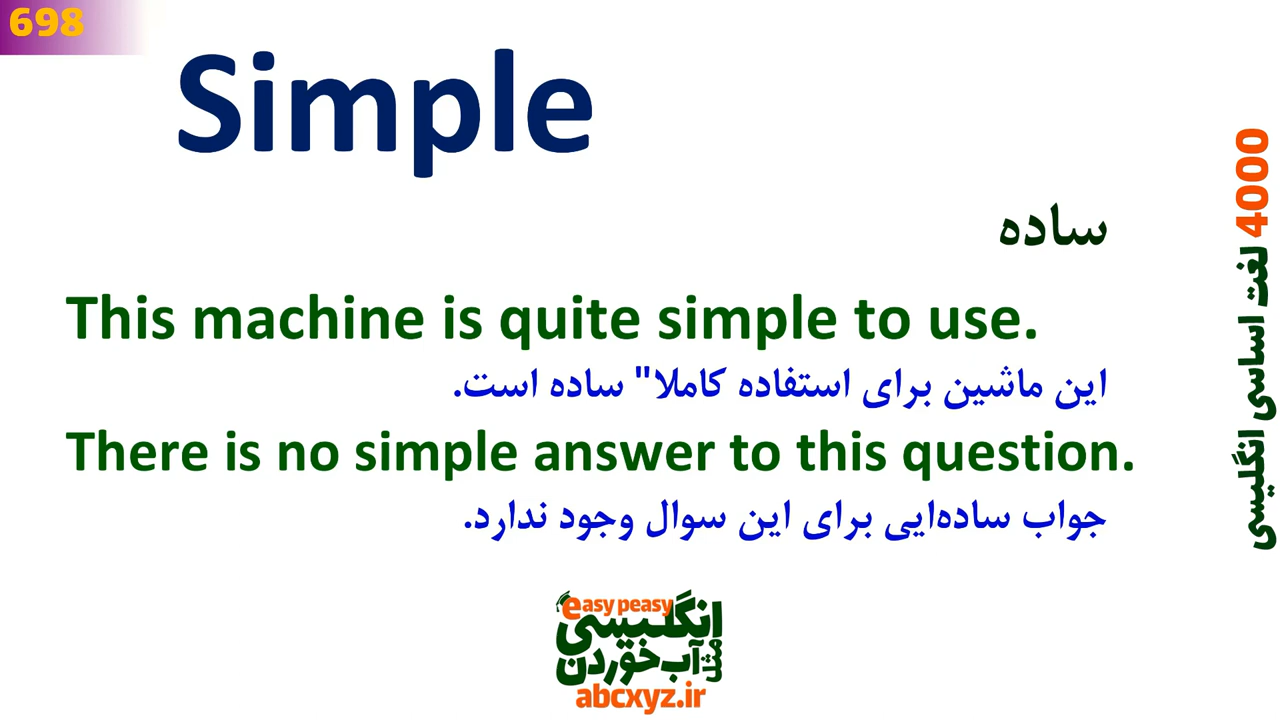 698
Simple
ساده
This machine is quite simple to use.
این ماشین برای استفاده کاملا" ساده است.
There is no simple answer to this question.
جواب ساده‌ایی برای این سوال وجود ندارد.
4000 لغت اساسی انگلیسی
easy peasy
انگلیسی
مثل آب خوردن
abcxyz.ir